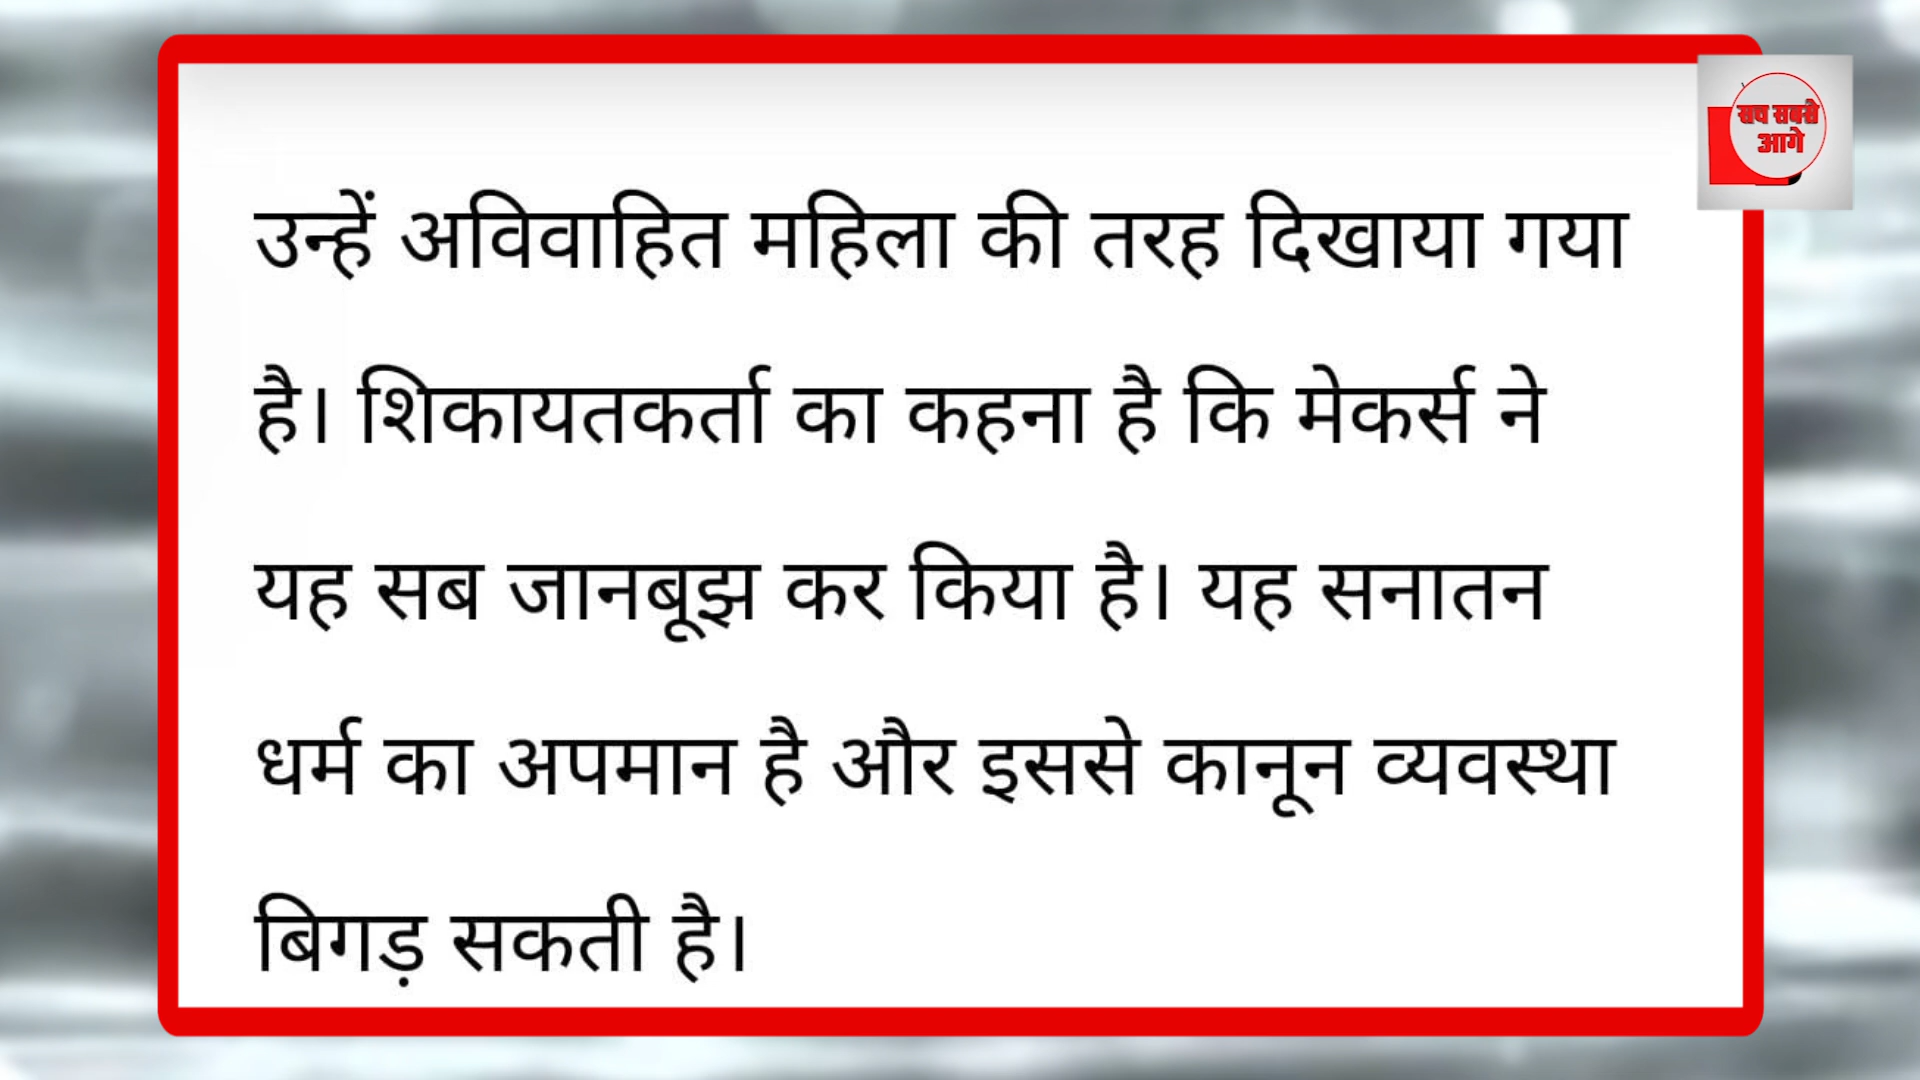 सच सबसे
आगे
उन्हें अविवाहित महिला की तरह दिखाया गया
है। शिकायतकर्ता का कहना है कि मेकर्स ने
यह सब जानबूझ कर किया है। यह सनातन
धर्म का अपमान है और इससे कानून व्यवस्था
बिगड़ सकती है।